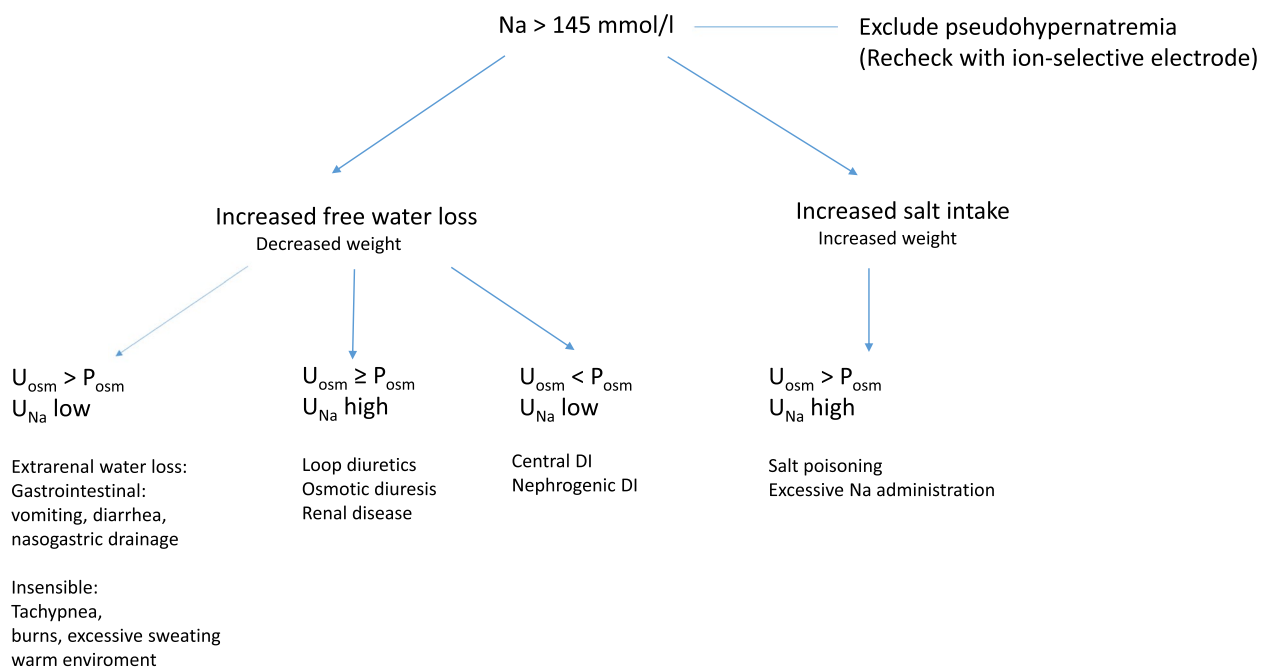 Na > 145 mmol/l
Exclude pseudohypernatremia
(Recheck with ion-selective electrode)
Increased free water loss
Decreased weight
Increased salt intake
Increased weight
Uosm > Posm
UNa low
Extrarenal water loss:
Gastrointestinal:
vomiting, diarrhea,
nasogastric drainage
Insensible:
Tachypnea,
burns, excessive sweating
warm enviroment
Uosm ≥ Posm
UNa high
Loop diuretics
Osmotic diuresis
Renal disease
Uosm < Posm
UNa low
Central DI
Nephrogenic DI
Uosm > Posm
UNa high
Salt poisoning
Excessive Na administration